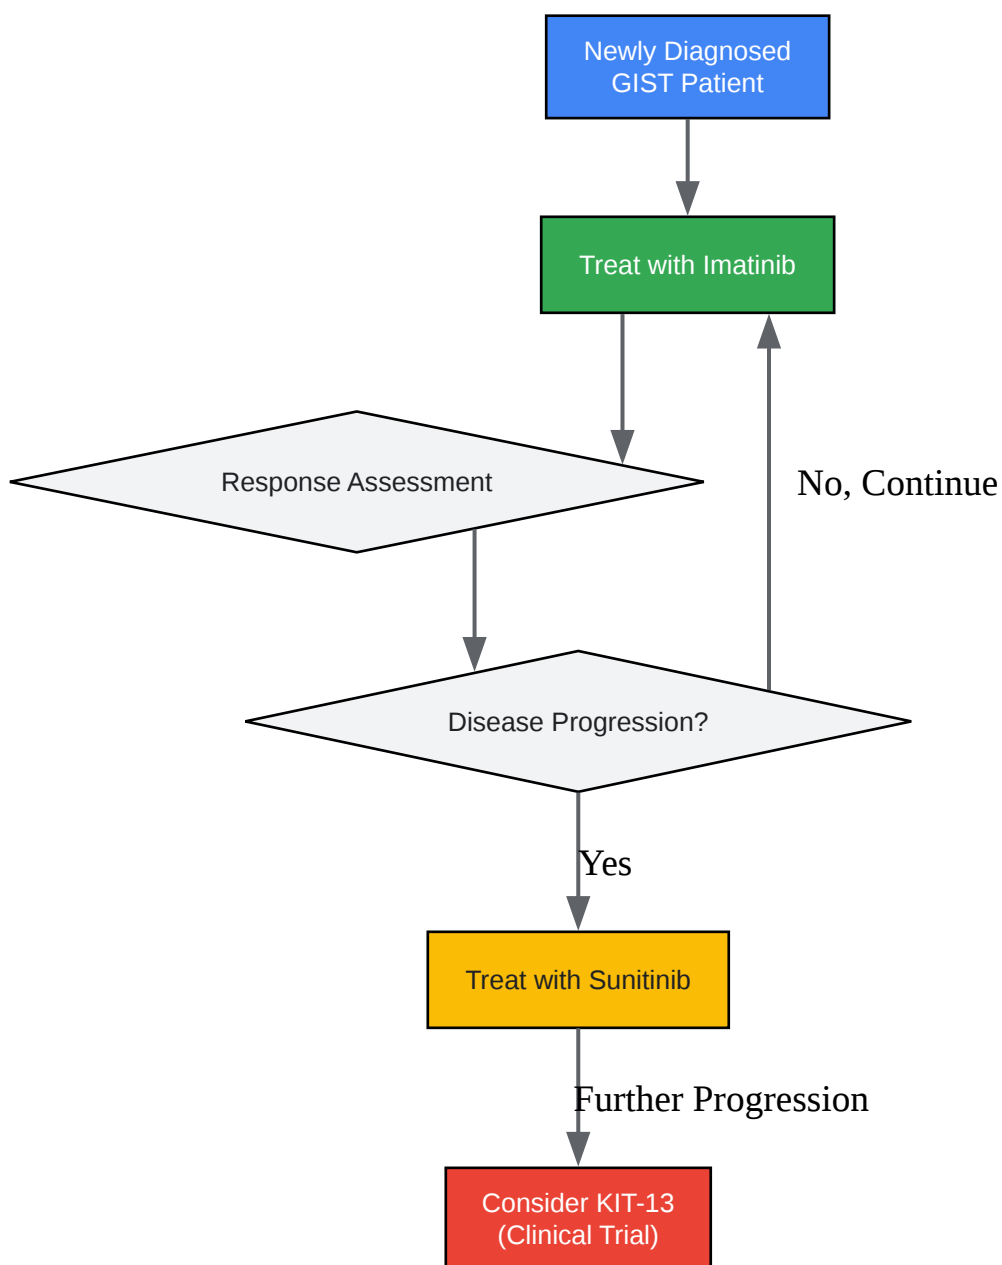 Newly Diagnosed
GIST Patient
Treat with Imatinib
Response Assessment
No, Continue
Disease Progression?
Yes
Treat with Sunitinib
Further Progression
Consider KIT-13
(Clinical Trial)